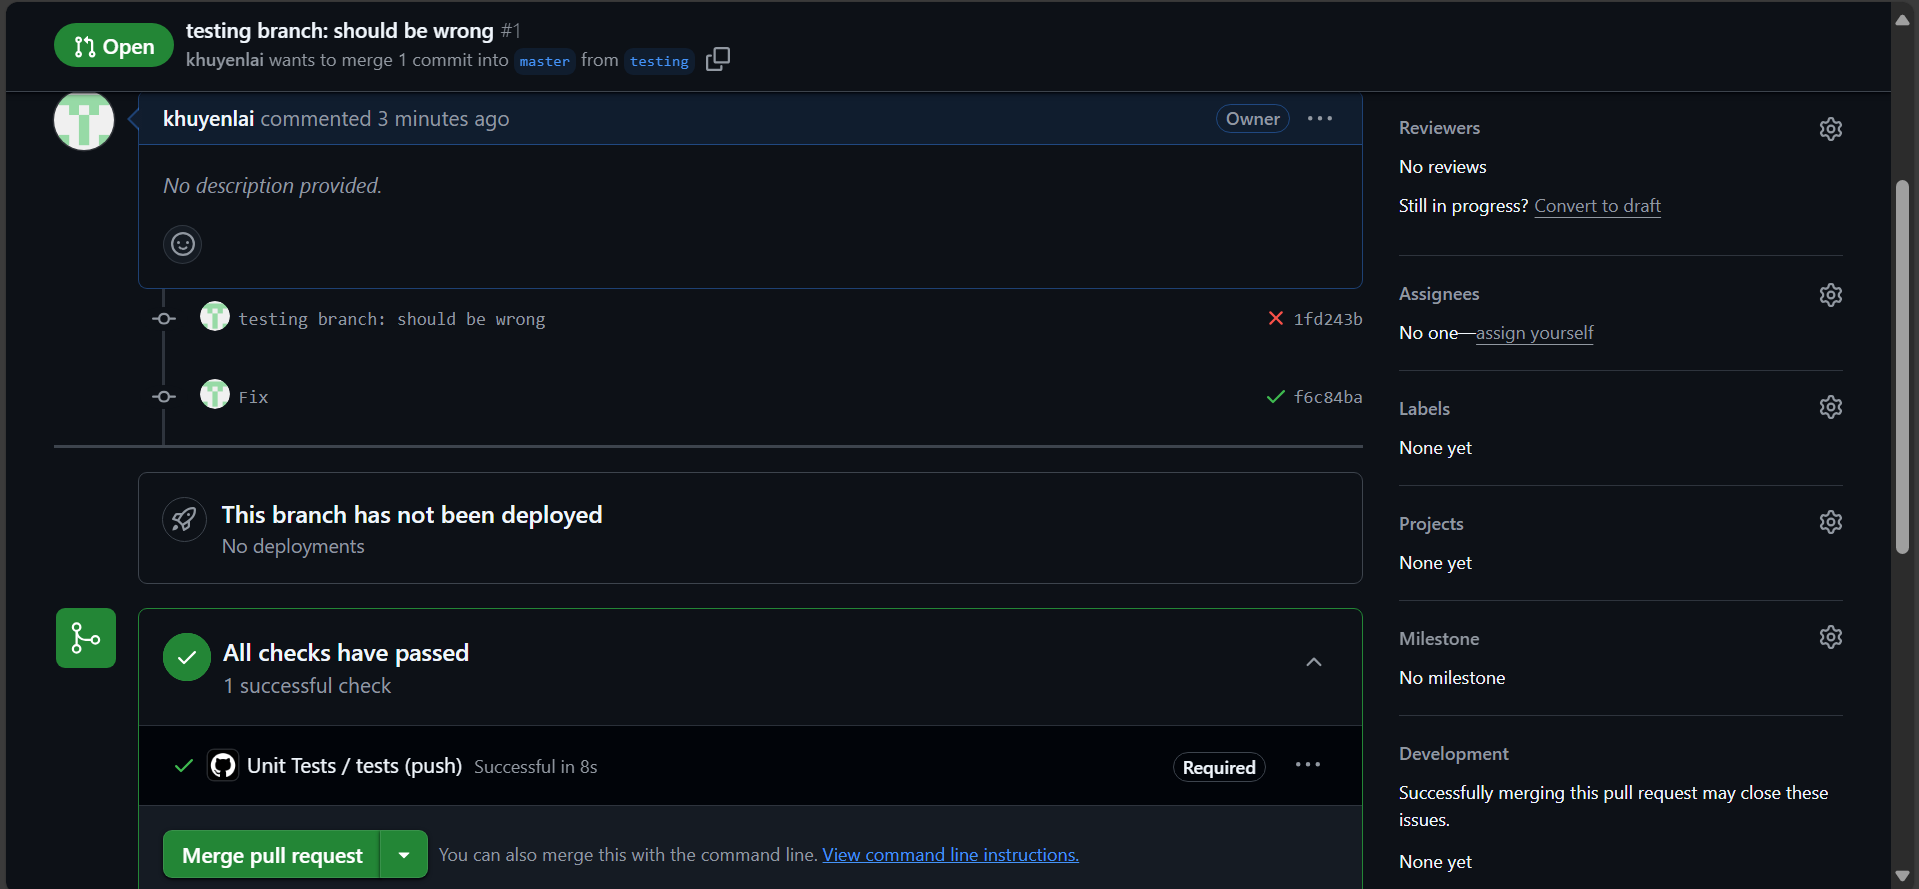 Open
testing branch: should be wrong #1
khuyenlai wants to merge 1 commit into master from testing
khuyenlai commented 3 minutes ago
Owner
No description provided.
testing branch: should be wrong
1fd243b
Fix
f6c84ba
This branch has not been deployed
No deployments
All checks have passed
1 successful check
Unit Tests / tests (push) Successful in 8s
Required
Merge pull request
You can also merge this with the command line. View command line instructions.
Reviewers
No reviews
Still in progress? Convert to draft
Assignees
No one—assign yourself
Labels
None yet
Projects
None yet
Milestone
No milestone
Development
Successfully merging this pull request may close these
issues.
None yet